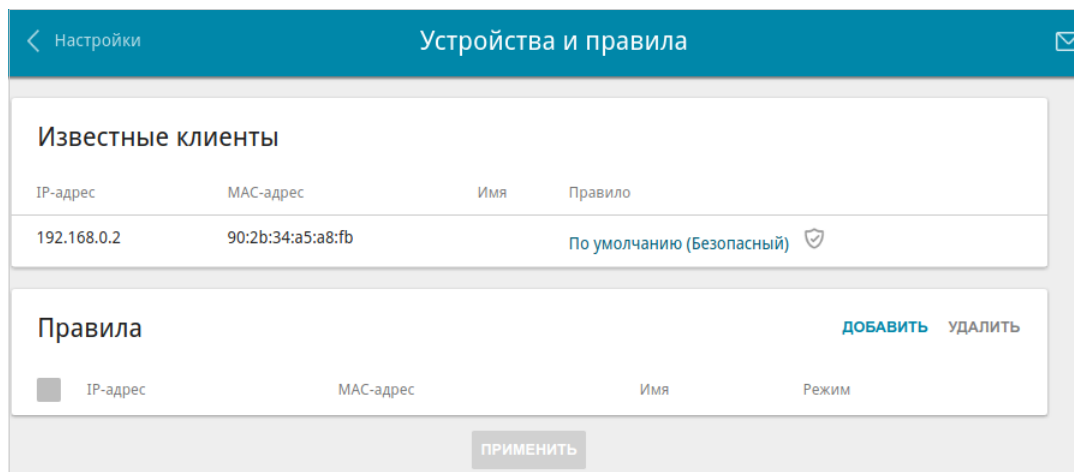 Настройки Устройства и правила
Известные клиенты
IP-адрес MAC-адрес Имя Правило
192.168.0.2 90:2b:34:a5:a8:fb По умолчанию (Безопасный)
Правила ДОБАВИТЬ УДАЛИТЬ
IP-адрес MAC-адрес Имя Режим
ПРИМЕНИТЬ